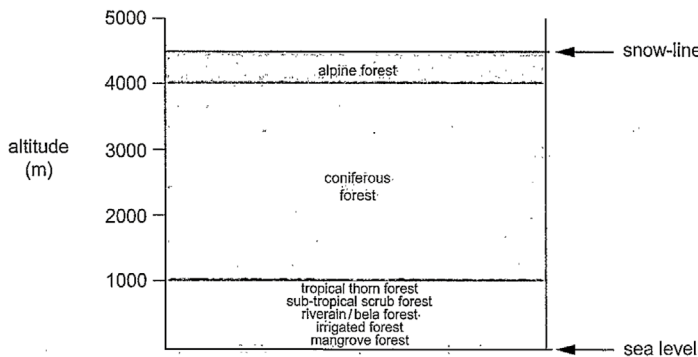 5000
snow-line
alpine forest
4000
altitude
(m)
3000
coniferous
forest
2000
1000
tropical thorn forest
sub-tropical scrub forest
riverain/bela forest
irrigated forest
mangrove forest
sea level